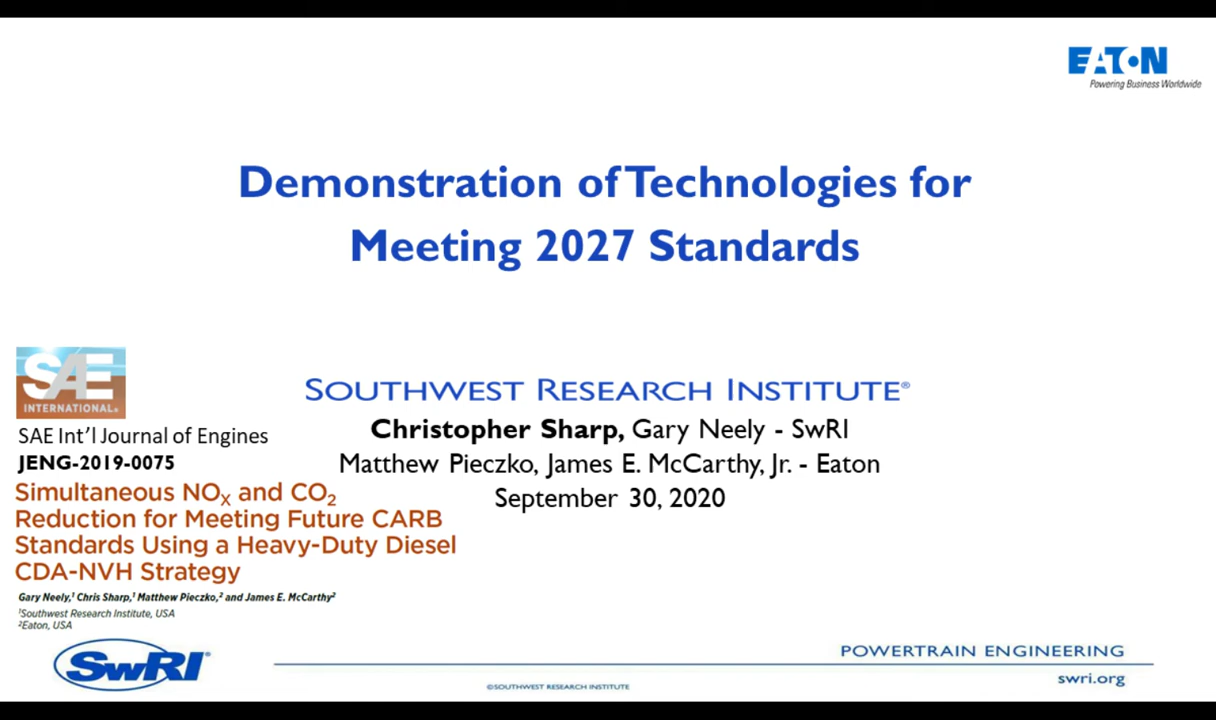 EATON
Powering Business Worldwide
Demonstration of Technologies for
Meeting 2027 Standards
SAE
INTERNATIONAL®
SAE Int'l Journal of Engines
JENG-2019-0075
Simultaneous NOX and CO2
Reduction for Meeting Future CARB
Standards Using a Heavy-Duty Diesel
CDA-NVH Strategy
Gary Neely,1 Chris Sharp,1 Matthew Pieczko,2 and James E. McCarthy2
1Southwest Research Institute, USA
2Eaton, USA
SOUTHWEST RESEARCH INSTITUTE®
Christopher Sharp, Gary Neely - SwRI
Matthew Pieczko, James E. McCarthy, Jr. - Eaton
September 30, 2020
SwRI®
©SOUTHWEST RESEARCH INSTITUTE
POWERTRAIN ENGINEERING
swri.org